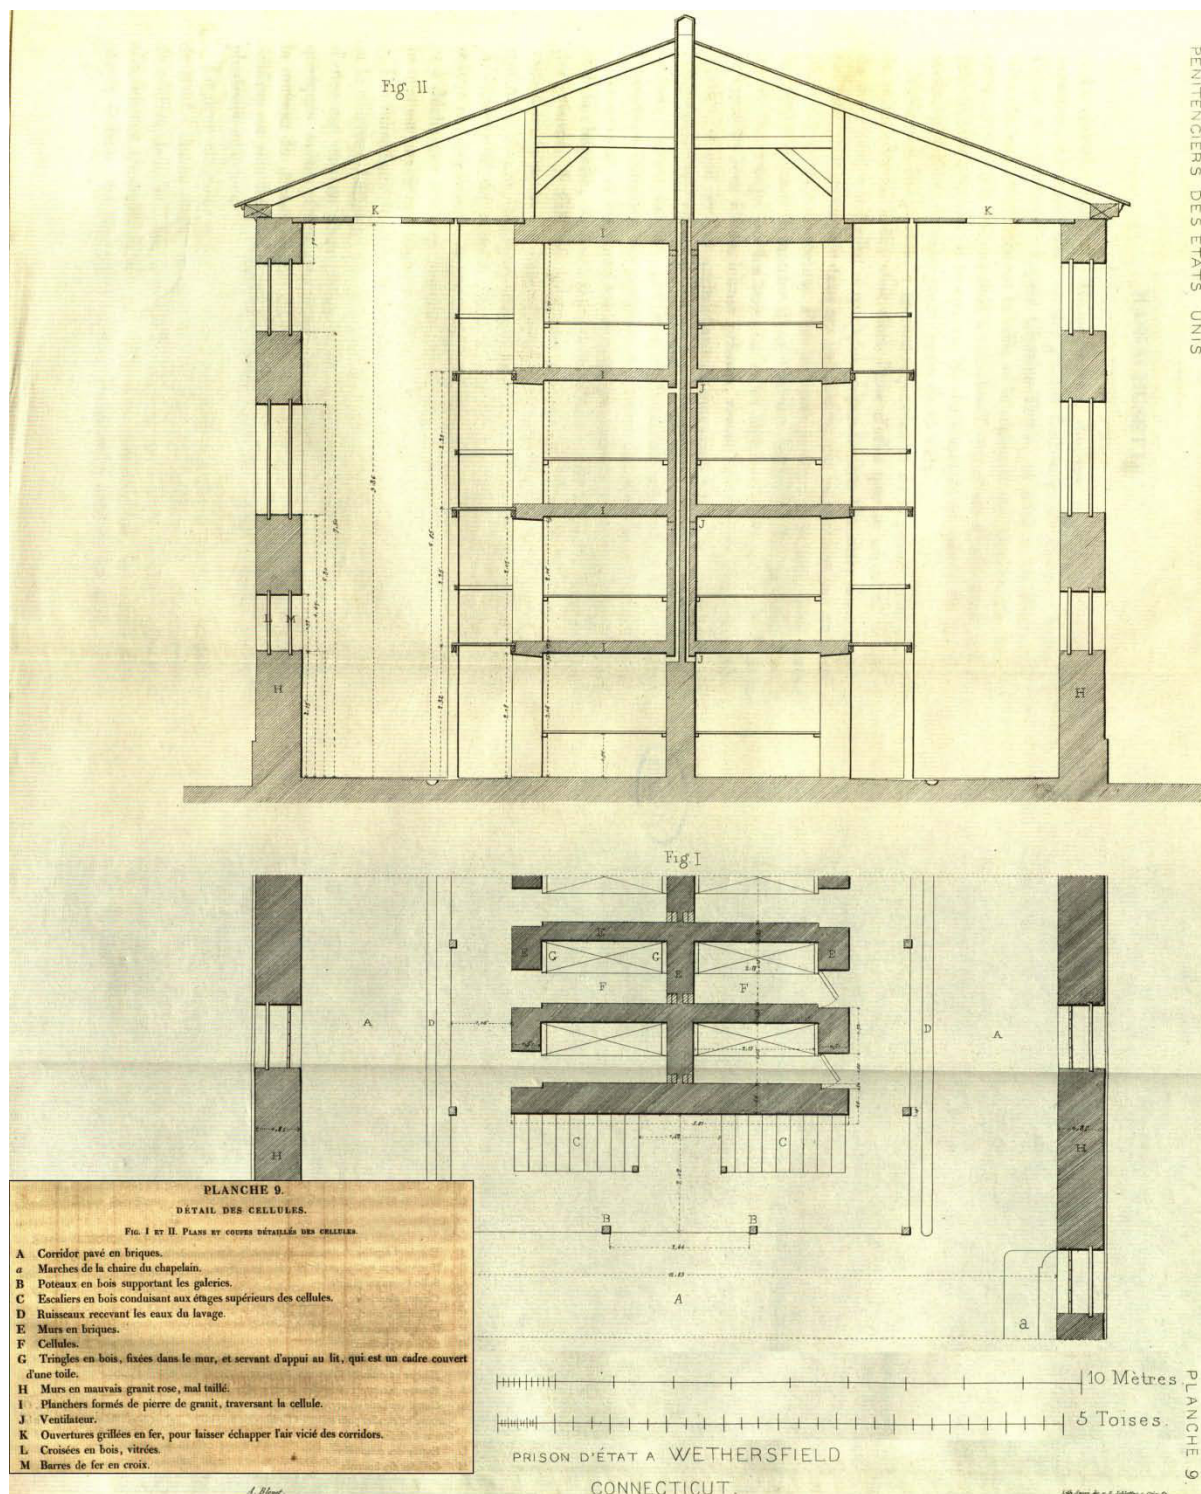 PENITENCIERS DES ETATS UNIS
Fig. II
K
K
I
I
J
I
J
L
M
I
J
H
H
Fig. I
E
E
G
G
E
E
F
F
A
D
D
A
C
C
H
H
B
B
A
a
PLANCHE 9.
DÉTAIL DES CELLULES.
FIG. I ET II. PLANS ET COUPES DÉTAILLÉS DES CELLULES
A Corridor pavé en briques.
a Marches de la chaire du chapelain.
B Poteaux en bois supportant les galeries.
C Escaliers en bois conduisant aux étages supérieurs des cellules.
D Ruisseaux recevant les eaux du lavage.
E Murs en briques.
F Cellules.
G Tringles en bois, fixées dans le mur, et servant d'appui au lit, qui est un cadre couvert
d'une toile.
H Murs en mauvais granit rose, mal taillé.
I Planchers formés de pierre de granit, traversant la cellule.
J Ventilateur.
K Ouvertures grillées en fer, pour laisser échapper l'air vicié des corridors.
L Croisées en bois, vitrées.
M Barres de fer en croix.
10 Mètres
5 Toises.
PRISON D'ÉTAT A WETHERSFIELD
CONNECTICUT.
PLANCHE 9.